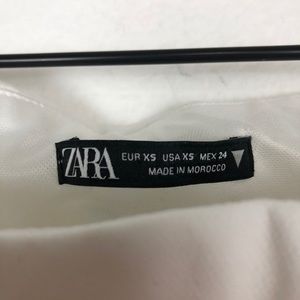 ZARA
EUR XS USA XS MEX 24
MADE IN MOROCCO